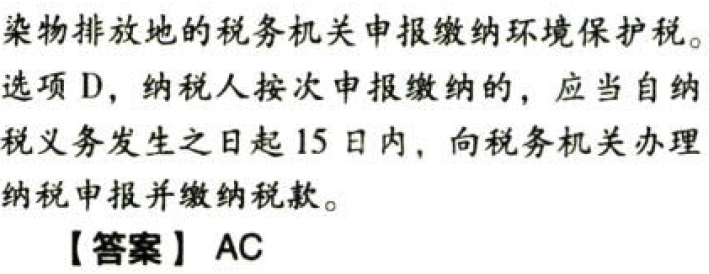 染物排放地的税务机关申报缴纳环境保护税。
选项 D，纳税人按次申报缴纳的，应当自纳
税义务发生之日起 15 日内，向税务机关办理
纳税申报并缴纳税款。
【答案】 AC